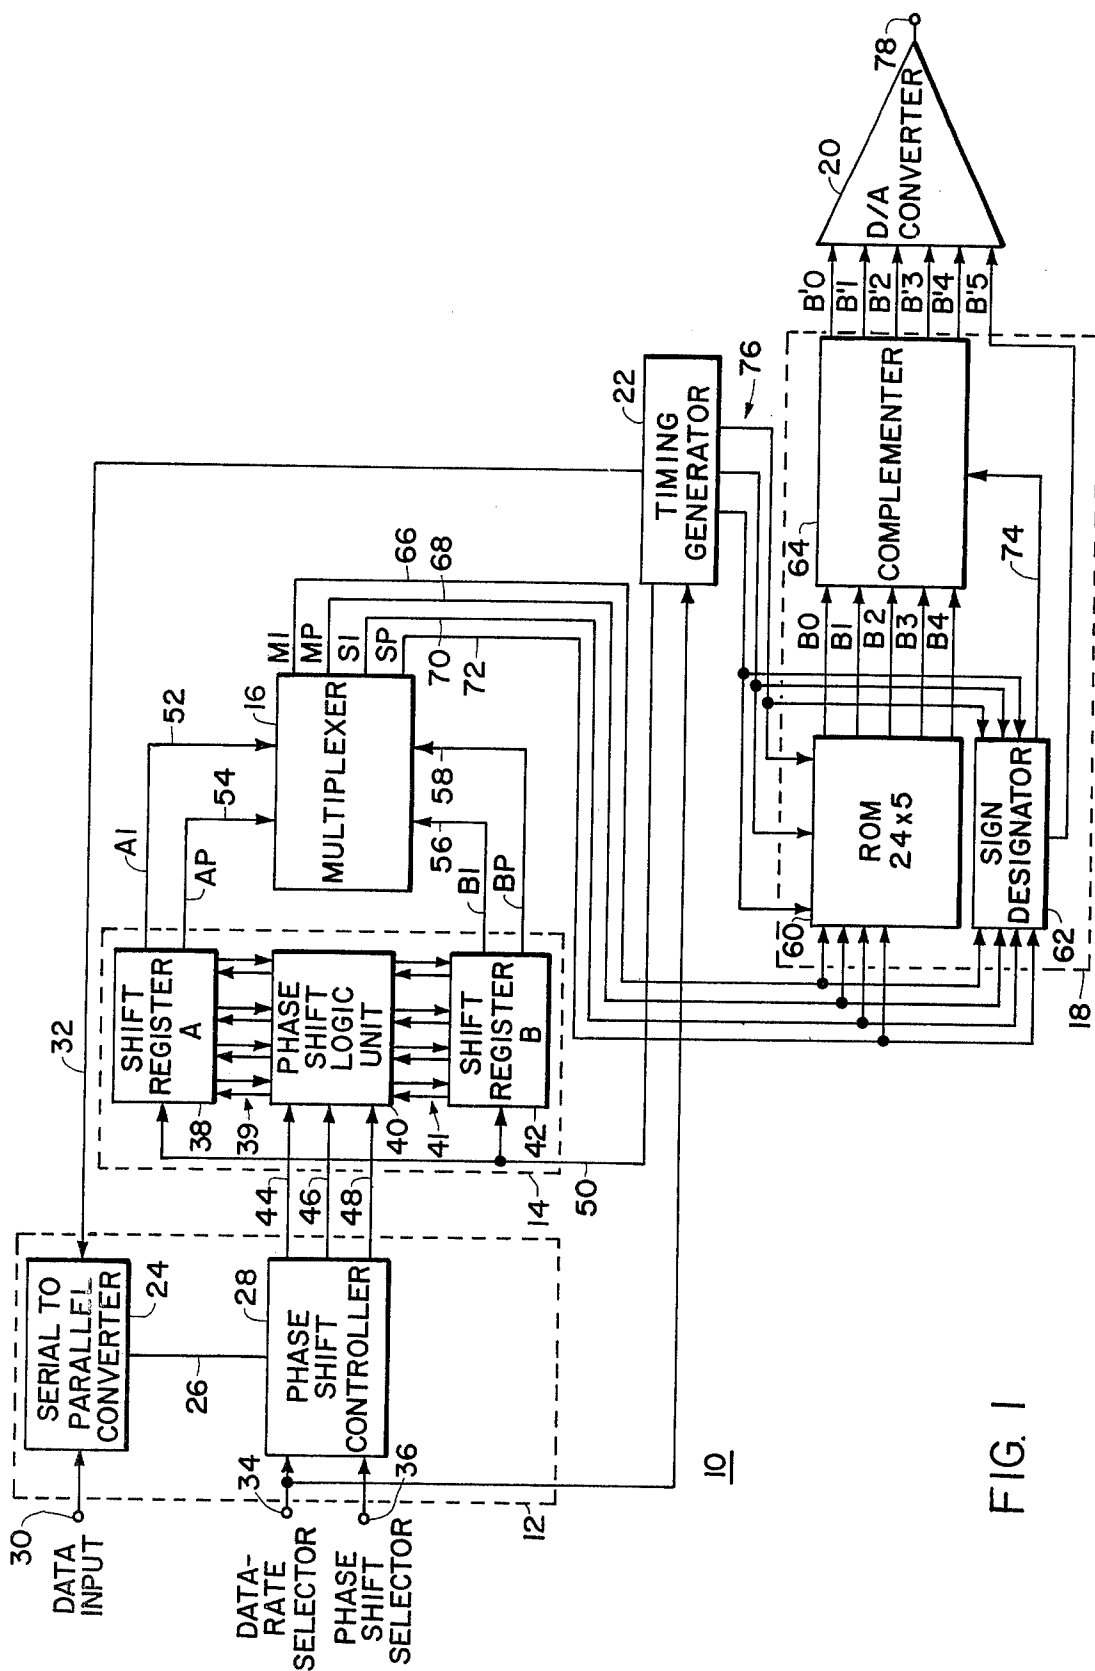 30
DATA
INPUT
SERIAL TO
PARALLEL
CONVERTER
24
32
26
DATA-
RATE
SELECTOR
34
PHASE
SHIFT
SELECTOR
36
PHASE
SHIFT
CONTROLLER
28
12
44
46
48
14
50
SHIFT
REGISTER
A
38
39
PHASE
SHIFT
LOGIC
UNIT
40
41
SHIFT
REGISTER
B
42
AI
52
AP
54
BI
56
BP
58
MULTIPLEXER
16
MI
MP
SI
SP
66
68
70
72
TIMING
GENERATOR
22
76
ROM
24x5
60
SIGN
DESIGNATOR
62
18
B0
B1
B2
B3
B4
COMPLEMENTER
64
74
B'0
B'1
B'2
B'3
B'4
B'5
D/A
CONVERTER
20
78
10
FIG. 1